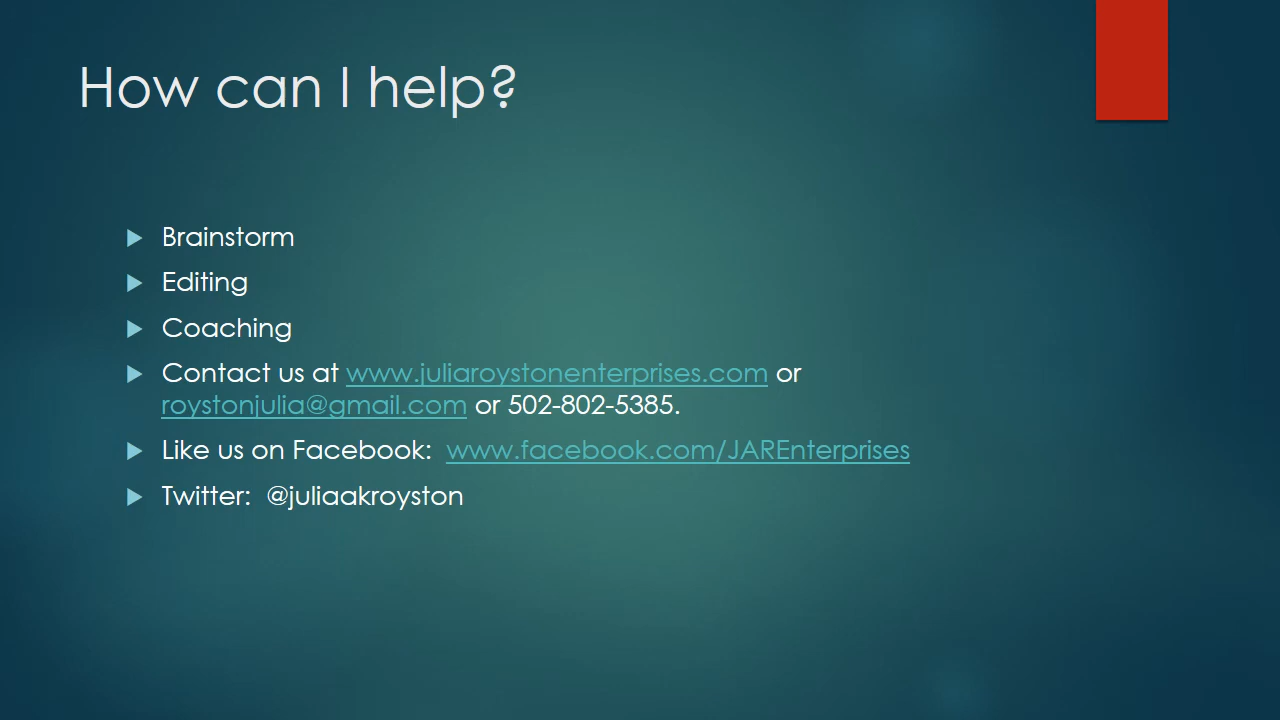 How can I help?
Brainstorm
Editing
Coaching
Contact us at www.juliaroystonenterprises.com or
roystonjulia@gmail.com or 502-802-5385.
Like us on Facebook:  www.facebook.com/JAREnterprises
Twitter:  @juliaakroyston